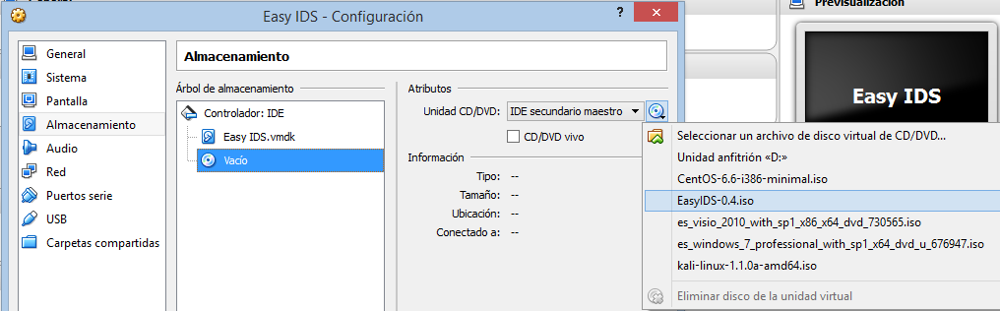 Easy IDS - Configuración
? ×
Previsualización
General
Sistema
Pantalla
Almacenamiento
Audio
Red
Puertos serie
USB
Carpetas compartidas
Almacenamiento
Árbol de almacenamiento
Controlador: IDE
Easy IDS.vmdk
Vacío
Atributos
Unidad CD/DVD: IDE secundario maestro
CD/DVD vivo
Información
Tipo: --
Tamaño: --
Ubicación: --
Conectado a: --
Easy IDS
Seleccionar un archivo de disco virtual de CD/DVD...
Unidad anfitrión «D:»
CentOS-6.6-i386-minimal.iso
EasyIDS-0.4.iso
es_visio_2010_with_sp1_x86_x64_dvd_730565.iso
es_windows_7_professional_with_sp1_x64_dvd_u_676947.iso
kali-linux-1.1.0a-amd64.iso
Eliminar disco de la unidad virtual